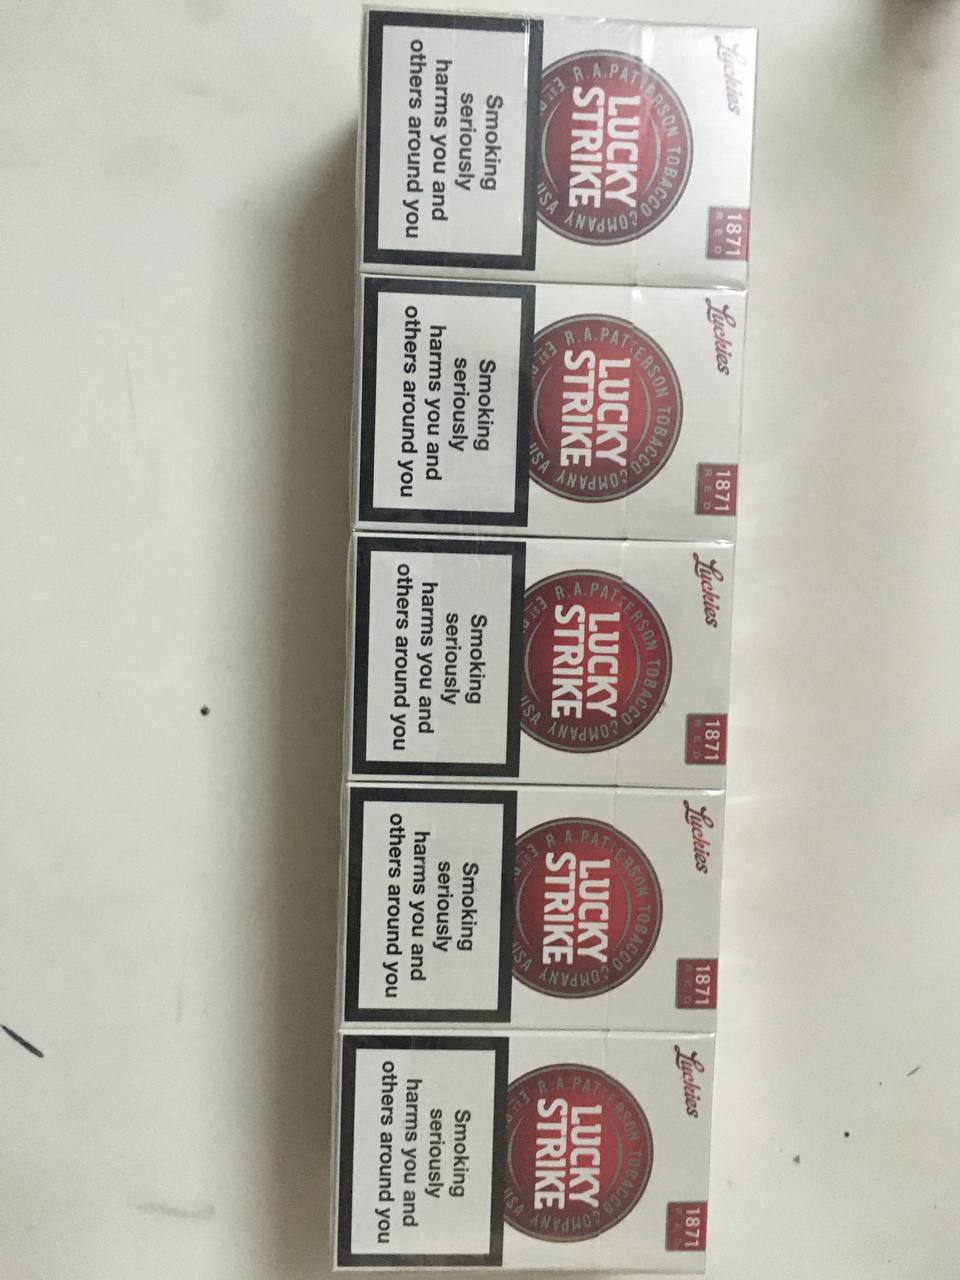 Luckies
1871
RED
R.A.PATTERSON TOBACCO COMPANY USA
LUCKY
STRIKE
Smoking
seriously
harms you and
others around you
Luckies
1871
RED
R.A.PATTERSON TOBACCO COMPANY USA
LUCKY
STRIKE
Smoking
seriously
harms you and
others around you
Luckies
1871
RED
R.A.PATTERSON TOBACCO COMPANY USA
LUCKY
STRIKE
Smoking
seriously
harms you and
others around you
Luckies
1871
RED
R.A.PATTERSON TOBACCO COMPANY USA
LUCKY
STRIKE
Smoking
seriously
harms you and
others around you
Luckies
1871
RED
R.A.PATTERSON TOBACCO COMPANY USA
LUCKY
STRIKE
Smoking
seriously
harms you and
others around you